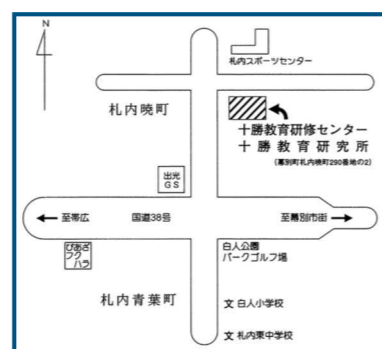 N
札内スポーツセンター
札内暁町
十勝教育研修センター
十勝教育研究所
(幕別町札内暁町290番地の2)
出光
GS
至帯広
国道38号
至幕別市街
ぴあざ
フク
ハラ
白人公園
パークゴルフ場
札内青葉町
文 白人小学校
文 札内東中学校